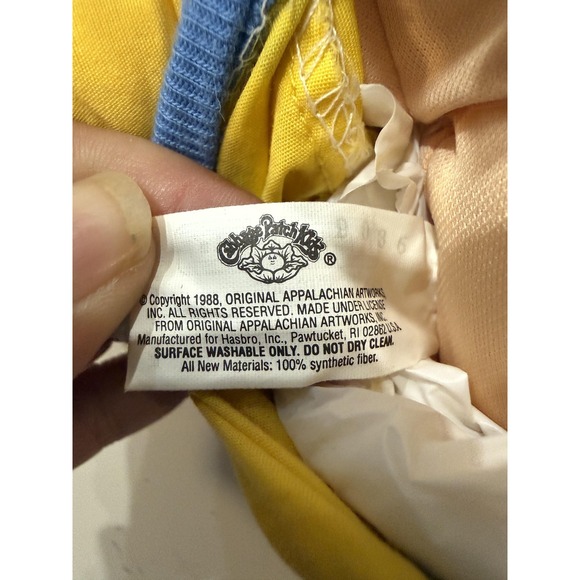 Cabbage Patch Kids ®
© Copyright 1988, ORIGINAL APPALACHIAN ARTWORKS
INC. ALL RIGHTS RESERVED. MADE UNDER LICENSE
FROM ORIGINAL APPALACHIAN ARTWORKS, INC.
Manufactured for Hasbro, Inc., Pawtucket, RI 02862 U.S.A.
SURFACE WASHABLE ONLY. DO NOT DRY CLEAN.
All New Materials: 100% synthetic fiber.